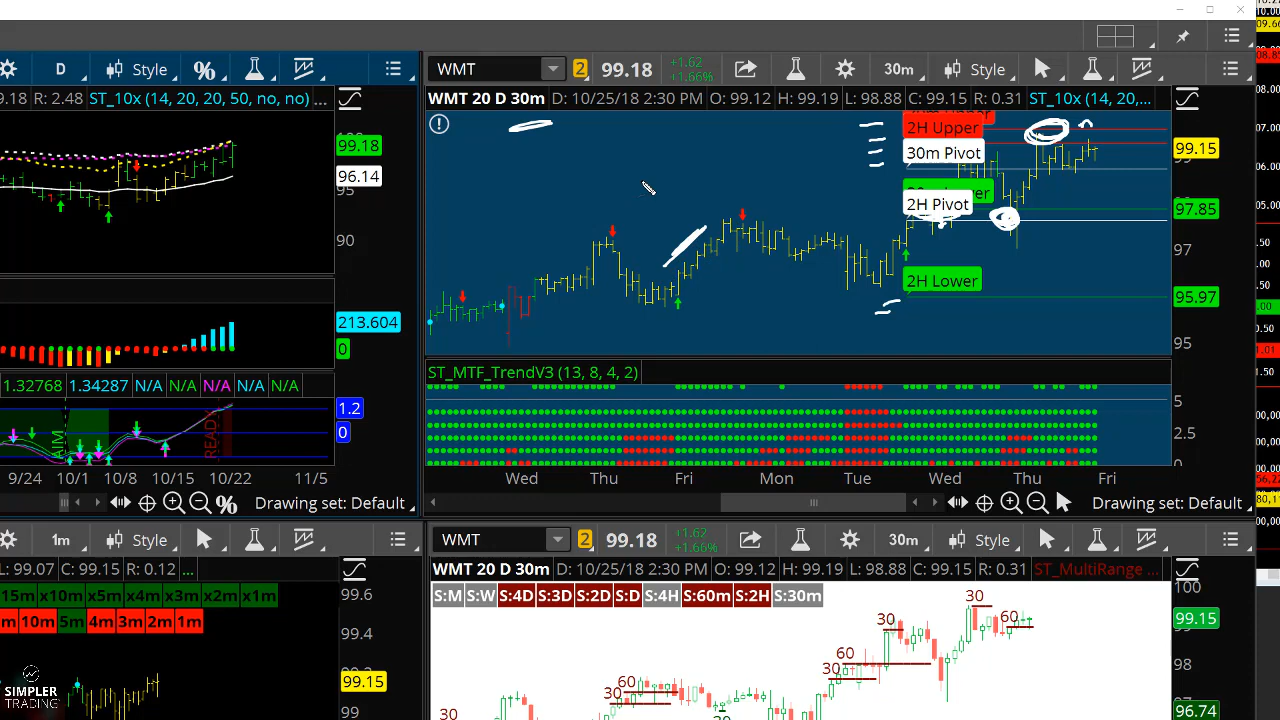 D Style %
9.18 R: 2.48 ST_10x (14, 20, 20, 50, no, no) ...
99.18
96.14
95
90
213.604
0
1.32768 1.34287 N/A N/A N/A N/A N/A
AIM
READY
1.2
0
9/24 10/1 10/8 10/15 10/22 11/5
Drawing set: Default
WMT 2 99.18 +1.62 +1.66% 30m Style
WMT 20 D 30m D: 10/25/18 2:30 PM O: 99.12 H: 99.19 L: 98.88 C: 99.15 R: 0.31 ST_10x (14, 20,...
2H Upper
30m Pivot
2H Pivot
2H Lower
99.15
97.85
97
95.97
95
ST_MTF_TrendV3 (13, 8, 4, 2)
5
2.5
0
Wed Thu Fri Mon Tue Wed Thu Fri
Drawing set: Default
1m Style
L: 99.07 C: 99.15 R: 0.12 ...
15m x10m x5m x4m x3m x2m x1m
m 10m 5m 4m 3m 2m 1m
99.6
99.4
99.15
99
SIMPLER
TRADING
WMT 2 99.18 +1.62 +1.66% 30m Style
WMT 20 D 30m D: 10/25/18 2:30 PM O: 99.12 H: 99.19 L: 98.88 C: 99.15 R: 0.31 ST_MultiRange ...
S:M S:W S:4D S:3D S:2D S:D S:4H S:60m S:2H S:30m
30
60
30
60
30
30
60
30
60
30
100
99.15
98
96.74